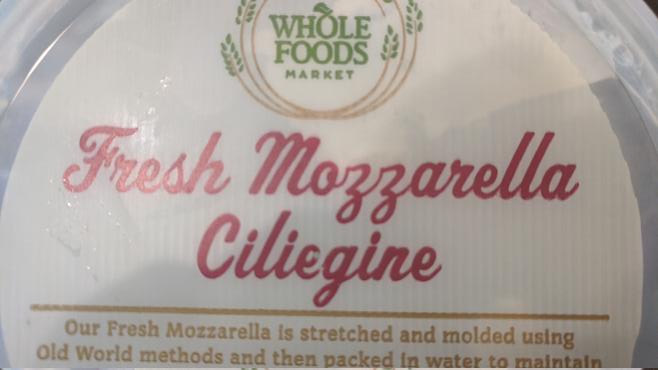 WHOLE
FOODS
MARKET
Fresh Mozzarella
Ciliegine
Our Fresh Mozzarella is stretched and molded using
Old World methods and then packed in water to maintain